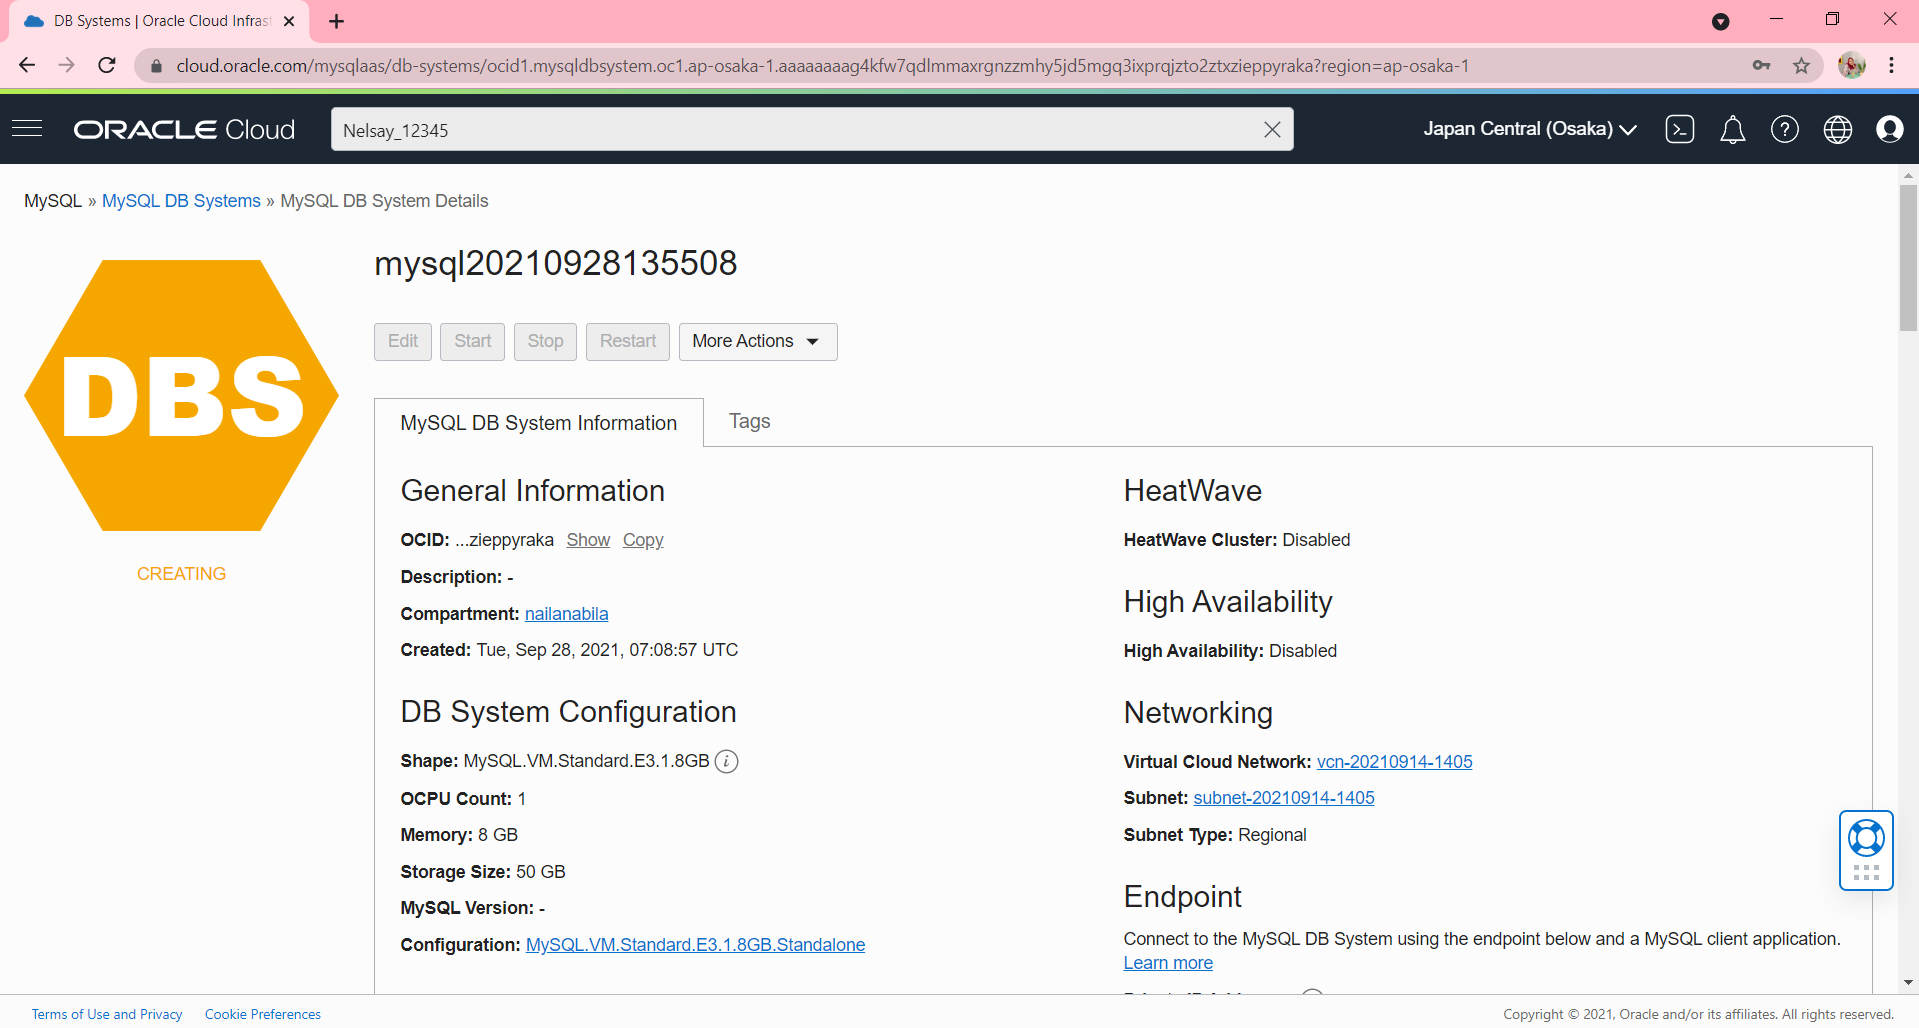 DB Systems | Oracle Cloud Infrast
cloud.oracle.com/mysqlaas/db-systems/ocid1.mysqldbsystem.oc1.ap-osaka-1.aaaaaaaag4kfw7qdlmmaxrgnzzmhy5jd5mgq3ixprqjzto2ztxzieppyraka?region=ap-osaka-1
ORACLE Cloud
Nelsay_12345
Japan Central (Osaka)
MySQL » MySQL DB Systems » MySQL DB System Details
DBS
CREATING
mysql20210928135508
Edit Start Stop Restart More Actions
MySQL DB System Information Tags
General Information
OCID: ...zieppyraka Show Copy
Description: -
Compartment: nailanabila
Created: Tue, Sep 28, 2021, 07:08:57 UTC
DB System Configuration
Shape: MySQL.VM.Standard.E3.1.8GB i
OCPU Count: 1
Memory: 8 GB
Storage Size: 50 GB
MySQL Version: -
Configuration: MySQL.VM.Standard.E3.1.8GB.Standalone
HeatWave
HeatWave Cluster: Disabled
High Availability
High Availability: Disabled
Networking
Virtual Cloud Network: vcn-20210914-1405
Subnet: subnet-20210914-1405
Subnet Type: Regional
Endpoint
Connect to the MySQL DB System using the endpoint below and a MySQL client application.
Learn more
Terms of Use and Privacy Cookie Preferences
Copyright © 2021, Oracle and/or its affiliates. All rights reserved.